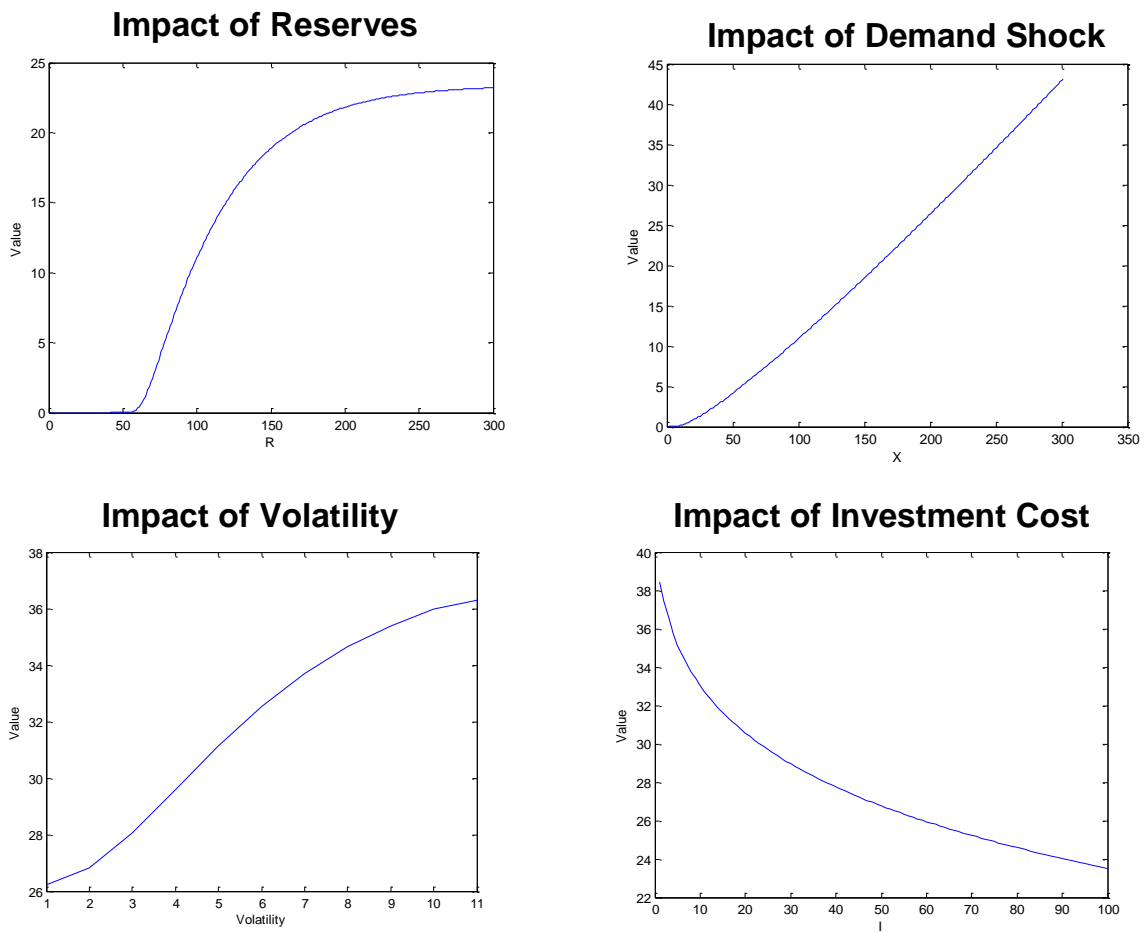 Impact of Reserves
25
20
15
10
5
0
Value
0 50 100 150 200 250 300
R
Impact of Demand Shock
45
40
35
30
25
20
15
10
5
0
Value
0 50 100 150 200 250 300 350
X
Impact of Volatility
38
36
34
32
30
28
26
Value
1 2 3 4 5 6 7 8 9 10 11
Volatility
Impact of Investment Cost
40
38
36
34
32
30
28
26
24
22
Value
0 10 20 30 40 50 60 70 80 90 100
I